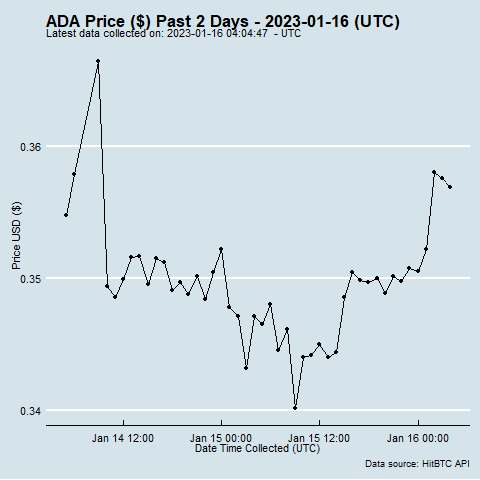 ADA Price ($) Past 2 Days - 2023-01-16 (UTC)
Latest data collected on: 2023-01-16 04:04:47  - UTC
0.36
0.35
0.34
Price USD ($)
Jan 14 12:00
Jan 15 00:00
Jan 15 12:00
Jan 16 00:00
Date Time Collected (UTC)
Data source: HitBTC API